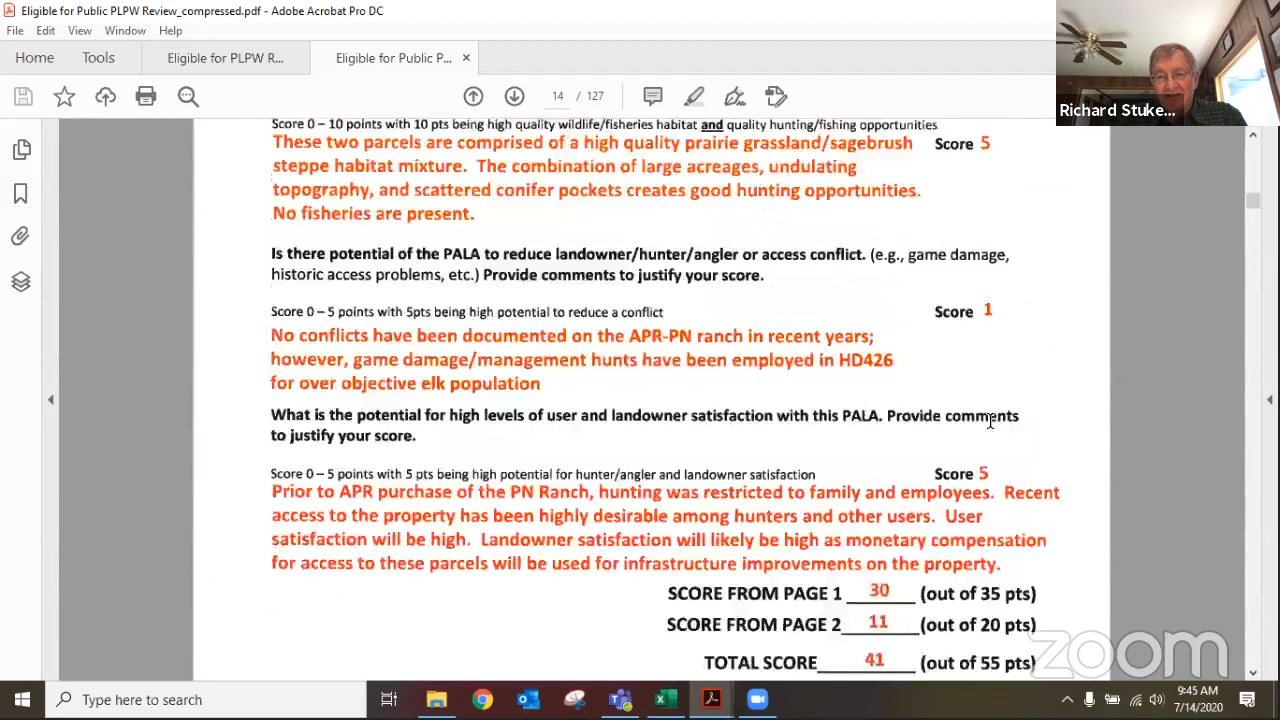 Eligible for Public PLPW Review_compressed.pdf - Adobe Acrobat Pro DC
File Edit View Window Help
Home Tools Eligible for PLPW R... Eligible for Public P... ×
14 / 127
Richard Stuke...
Score 0 – 10 points with 10 pts being high quality wildlife/fisheries habitat and quality hunting/fishing opportunities
These two parcels are comprised of a high quality prairie grassland/sagebrush Score 5
steppe habitat mixture. The combination of large acreages, undulating
topography, and scattered conifer pockets creates good hunting opportunities.
No fisheries are present.
Is there potential of the PALA to reduce landowner/hunter/angler or access conflict. (e.g., game damage,
historic access problems, etc.) Provide comments to justify your score.
Score 0 – 5 points with 5pts being high potential to reduce a conflict Score 1
No conflicts have been documented on the APR-PN ranch in recent years;
however, game damage/management hunts have been employed in HD426
for over objective elk population
What is the potential for high levels of user and landowner satisfaction with this PALA. Provide comments
to justify your score.
Score 0 – 5 points with 5 pts being high potential for hunter/angler and landowner satisfaction Score 5
Prior to APR purchase of the PN Ranch, hunting was restricted to family and employees. Recent
access to the property has been highly desirable among hunters and other users. User
satisfaction will be high. Landowner satisfaction will likely be high as monetary compensation
for access to these parcels will be used for infrastructure improvements on the property.
SCORE FROM PAGE 1 30 (out of 35 pts)
SCORE FROM PAGE 2 11 (out of 20 pts)
TOTAL SCORE 41 (out of 55 pts)
zoom
Type here to search
9:45 AM
7/14/2020